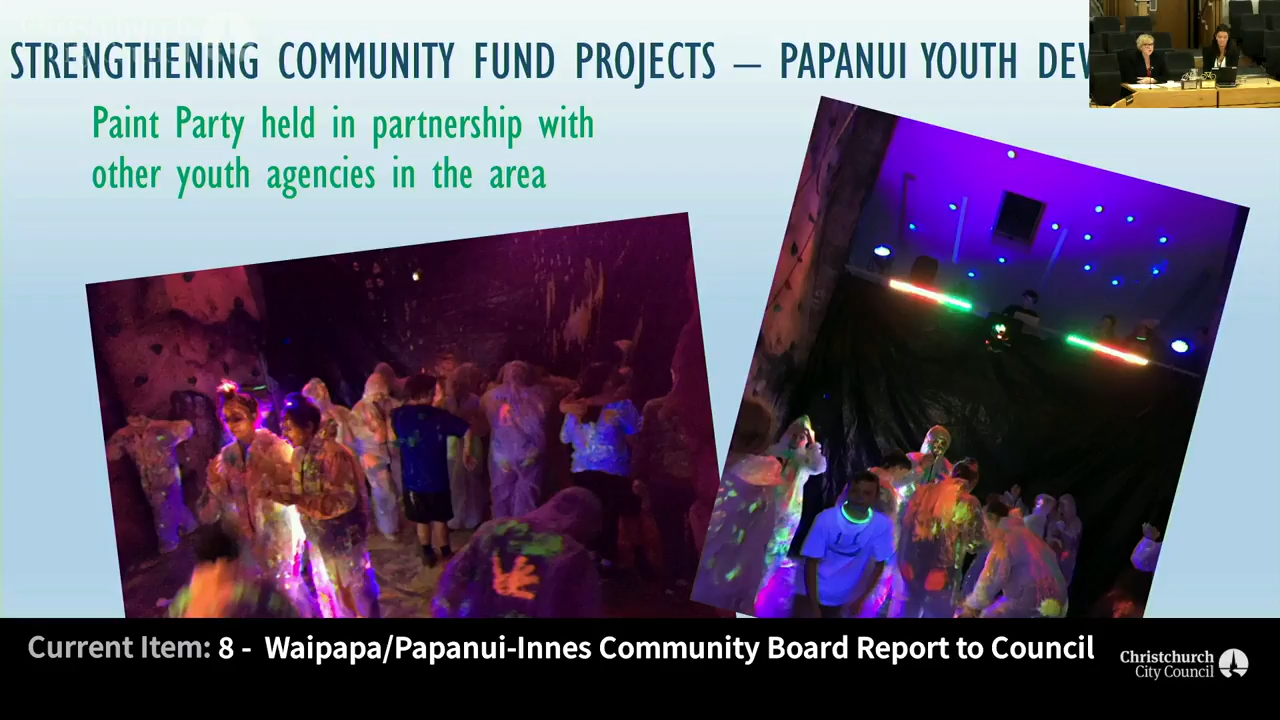 STRENGTHENING COMMUNITY FUND PROJECTS – PAPANUI YOUTH DEV
Paint Party held in partnership with
other youth agencies in the area
Current Item: 8 - Waipapa/Papanui-Innes Community Board Report to Council
Christchurch
City Council